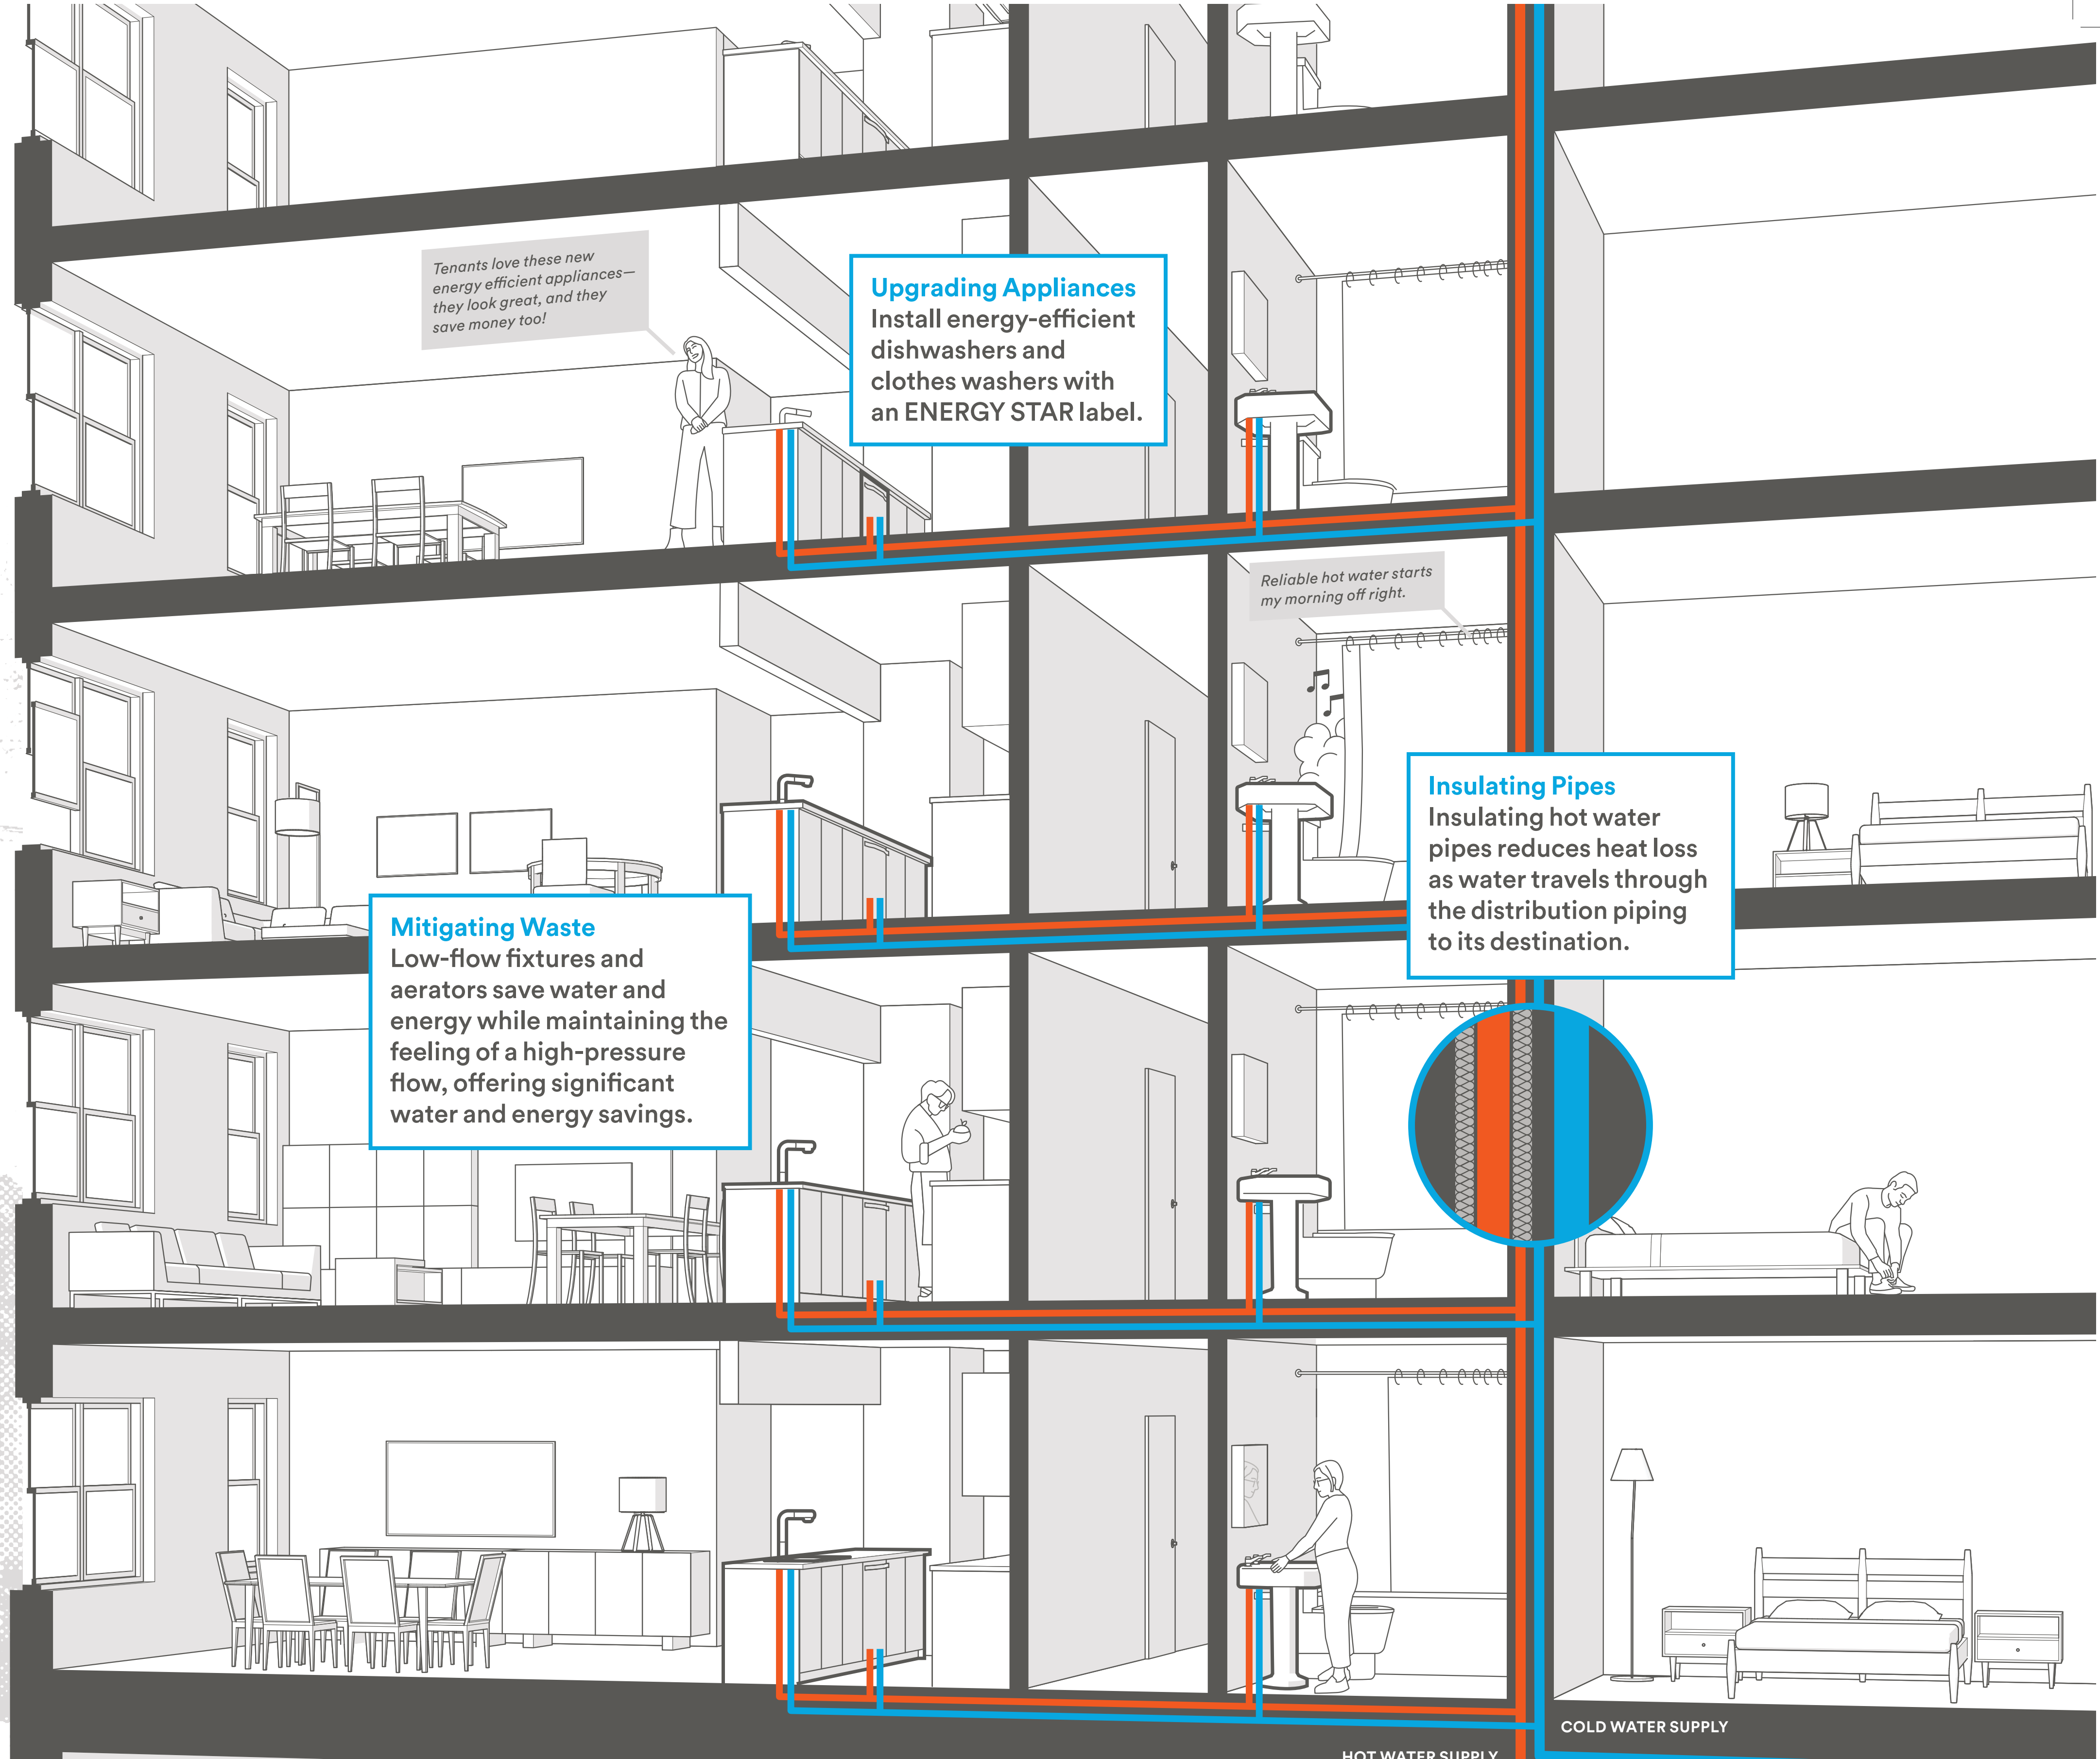 Tenants love these new
energy efficient appliances—
they look great, and they
save money too!
Upgrading Appliances
Install energy-efficient
dishwashers and
clothes washers with
an ENERGY STAR label.
Reliable hot water starts
my morning off right.
Insulating Pipes
Insulating hot water
pipes reduces heat loss
as water travels through
the distribution piping
to its destination.
Mitigating Waste
Low-flow fixtures and
aerators save water and
energy while maintaining the
feeling of a high-pressure
flow, offering significant
water and energy savings.
COLD WATER SUPPLY
HOT WATER SUPPLY